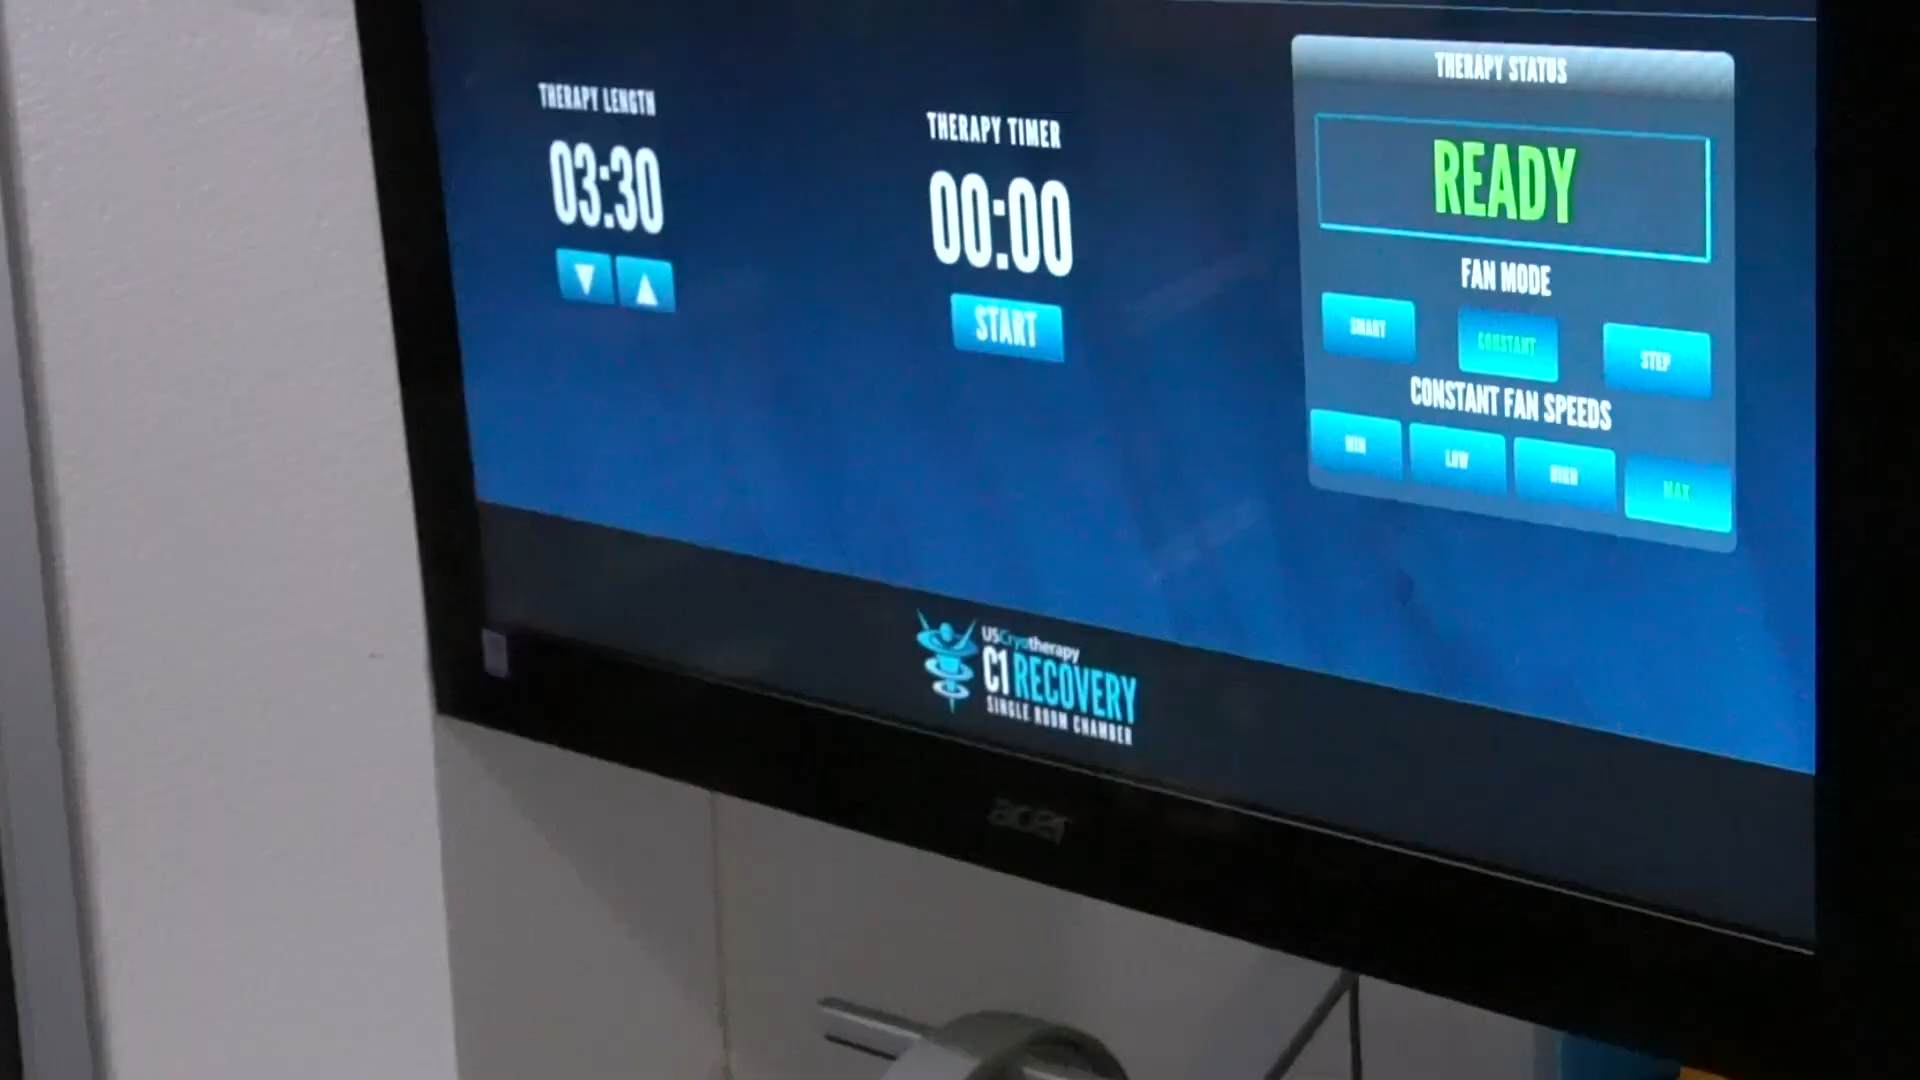 THERAPY LENGTH
03:30
THERAPY TIMER
00:00
START
THERAPY STATUS
READY
FAN MODE
SMART
CONSTANT
STEP
CONSTANT FAN SPEEDS
MIN
LOW
HIGH
MAX
USCryotherapy
C1 RECOVERY
SINGLE ROOM CHAMBER
acer